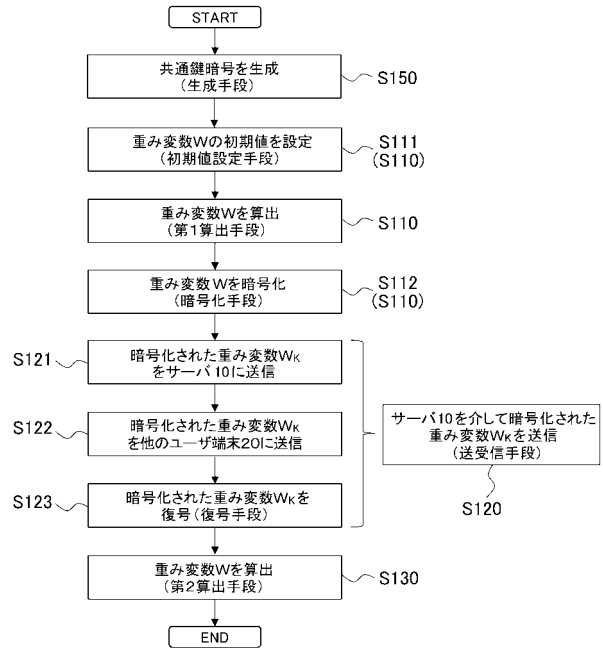 START
共通鍵暗号を生成
(生成手段)
S150
重み変数Wの初期値を設定
(初期値設定手段)
S111
(S110)
重み変数Wを算出
(第1算出手段)
S110
重み変数Wを暗号化
(暗号化手段)
S112
(S110)
S121
暗号化された重み変数WK
をサーバ10に送信
S122
暗号化された重み変数WK
を他のユーザ端末20に送信
S123
暗号化された重み変数WKを
復号(復号手段)
サーバ10を介して暗号化された
重み変数WKを送信
(送受信手段)
S120
重み変数Wを算出
(第2算出手段)
S130
END